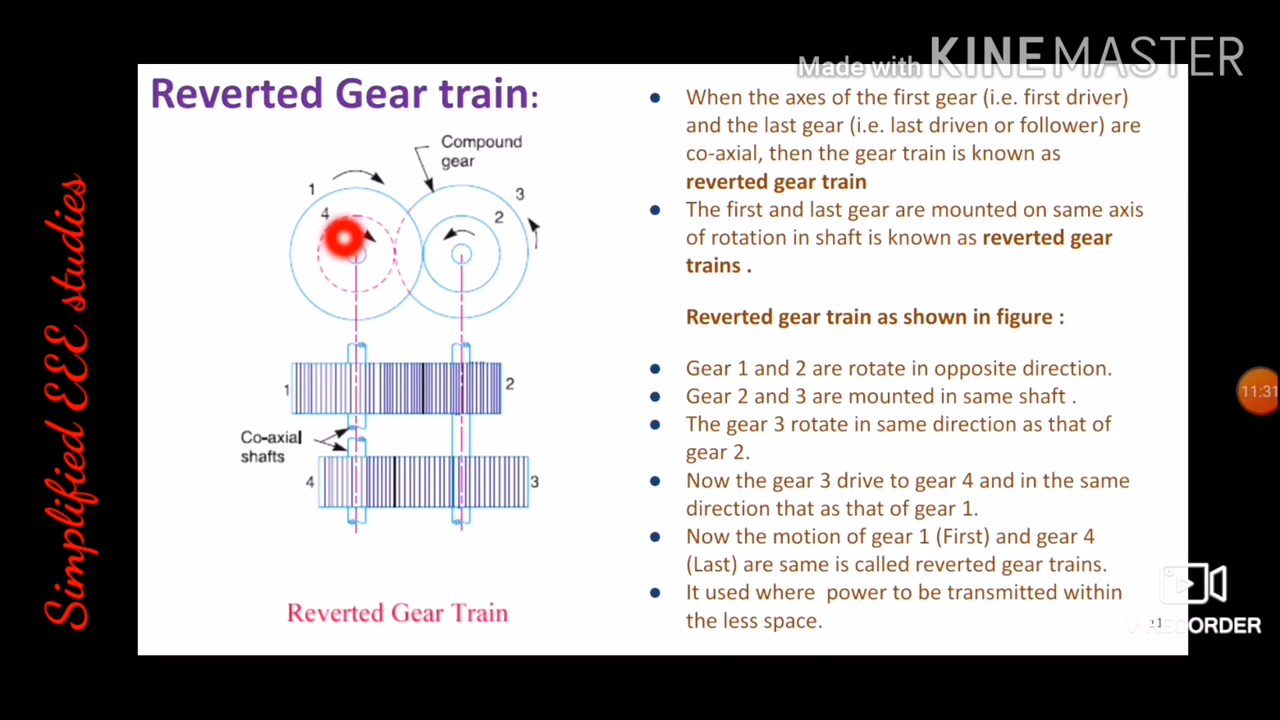 Made with KINEMASTER
Reverted Gear train:
Compound
gear
1
3
4
2
1
2
Co-axial
shafts
4
3
Reverted Gear Train
Simplified EEE studies
When the axes of the first gear (i.e. first driver)
and the last gear (i.e. last driven or follower) are
co-axial, then the gear train is known as
reverted gear train
The first and last gear are mounted on same axis
of rotation in shaft is known as reverted gear
trains .
Reverted gear train as shown in figure :
Gear 1 and 2 are rotate in opposite direction.
Gear 2 and 3 are mounted in same shaft .
The gear 3 rotate in same direction as that of
gear 2.
Now the gear 3 drive to gear 4 and in the same
direction that as that of gear 1.
Now the motion of gear 1 (First) and gear 4
(Last) are same is called reverted gear trains.
It used where power to be transmitted within
the less space.
11:31
V RECORDER